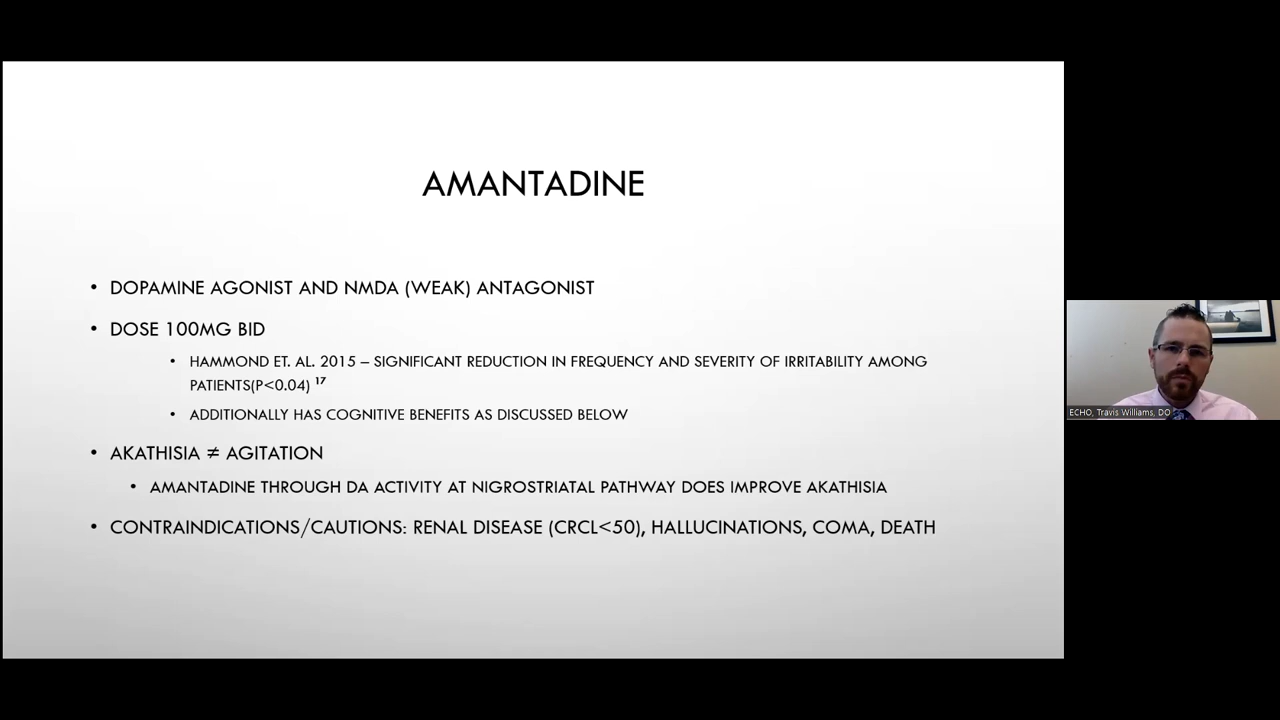 AMANTADINE
• DOPAMINE AGONIST AND NMDA (WEAK) ANTAGONIST
• DOSE 100MG BID
• HAMMOND ET. AL. 2015 – SIGNIFICANT REDUCTION IN FREQUENCY AND SEVERITY OF IRRITABILITY AMONG
PATIENTS(P<0.04) ¹⁷
• ADDITIONALLY HAS COGNITIVE BENEFITS AS DISCUSSED BELOW
• AKATHISIA ≠ AGITATION
• AMANTADINE THROUGH DA ACTIVITY AT NIGROSTRIATAL PATHWAY DOES IMPROVE AKATHISIA
• CONTRAINDICATIONS/CAUTIONS: RENAL DISEASE (CRCL<50), HALLUCINATIONS, COMA, DEATH
ECHO, Travis Williams, DO